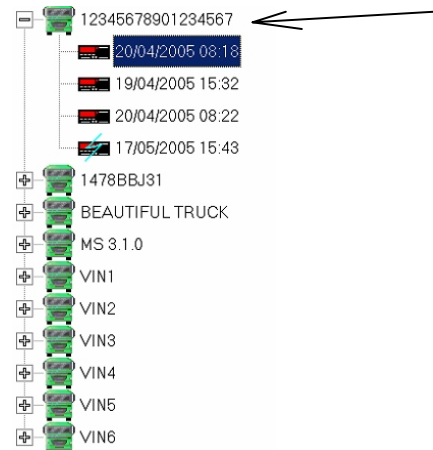 12345678901234567
20/04/2005 08:18
19/04/2005 15:32
20/04/2005 08:22
17/05/2005 15:43
1478BBJ31
BEAUTIFUL TRUCK
MS 3.1.0
VIN1
VIN2
VIN3
VIN4
VIN5
VIN6